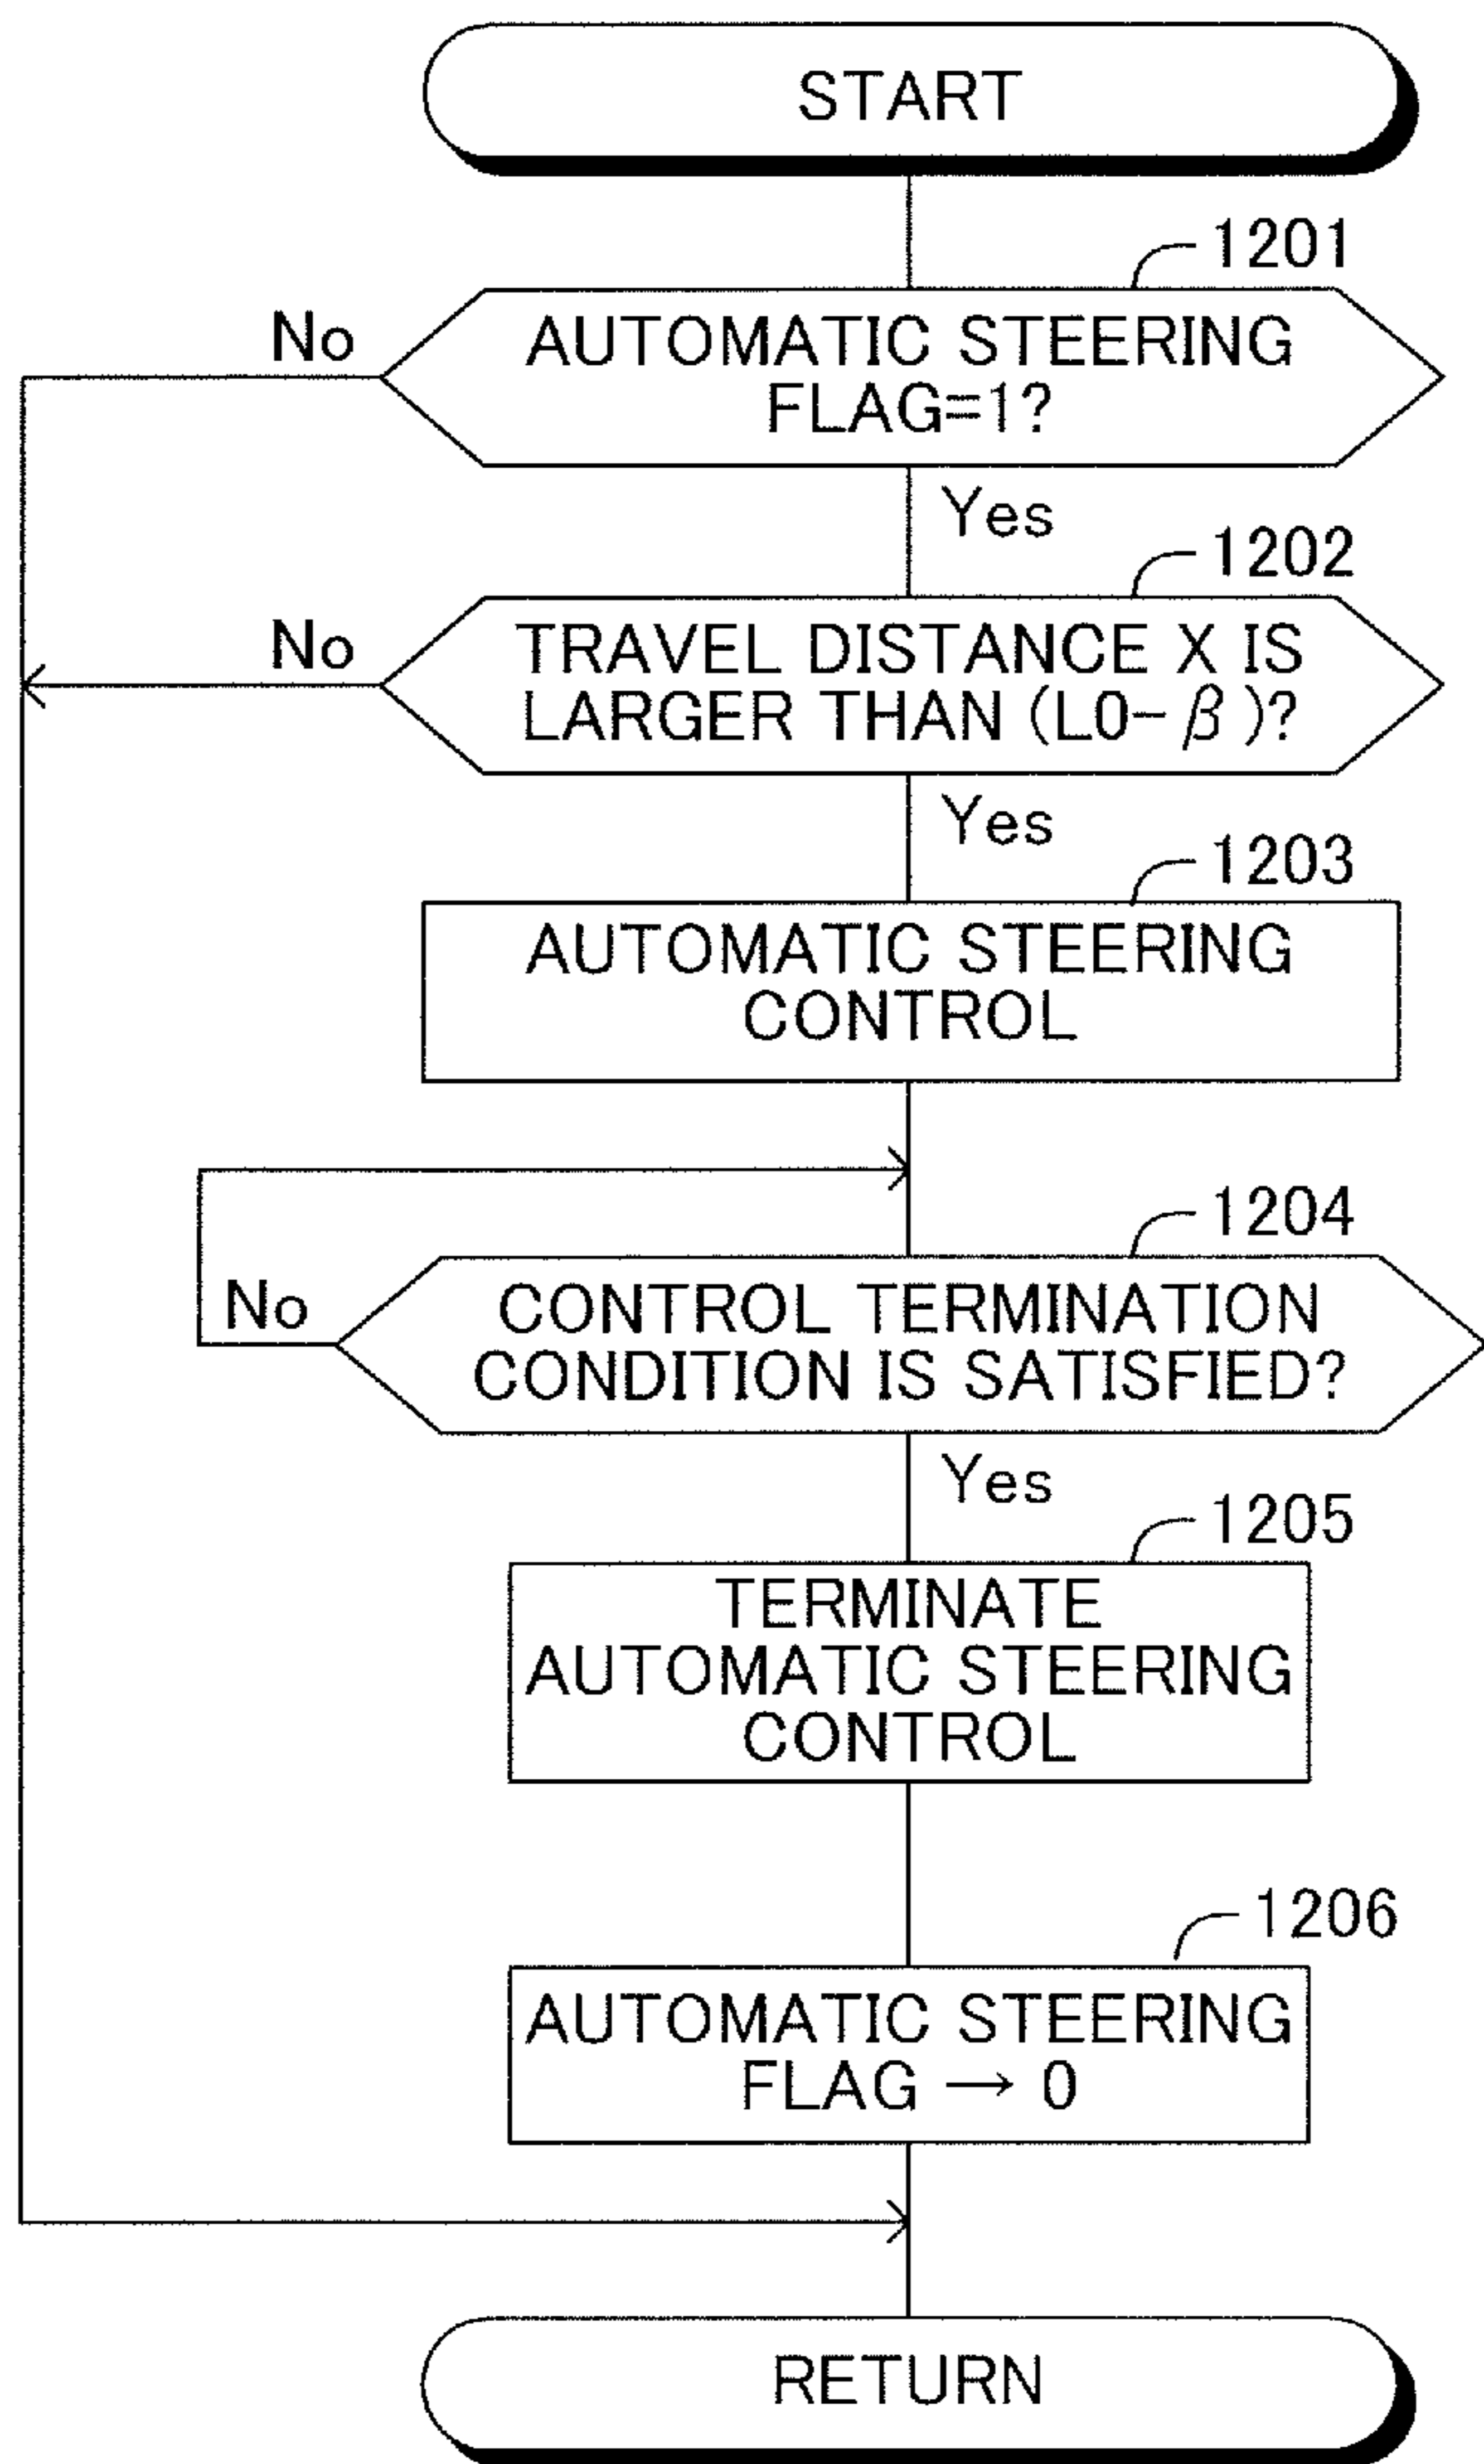 START
1201
No
AUTOMATIC STEERING
FLAG=1?
Yes
1202
No
TRAVEL DISTANCE X IS
LARGER THAN (L0-β)?
Yes
1203
AUTOMATIC STEERING
CONTROL
1204
No
CONTROL TERMINATION
CONDITION IS SATISFIED?
Yes
1205
TERMINATE
AUTOMATIC STEERING
CONTROL
1206
AUTOMATIC STEERING
FLAG → 0
RETURN